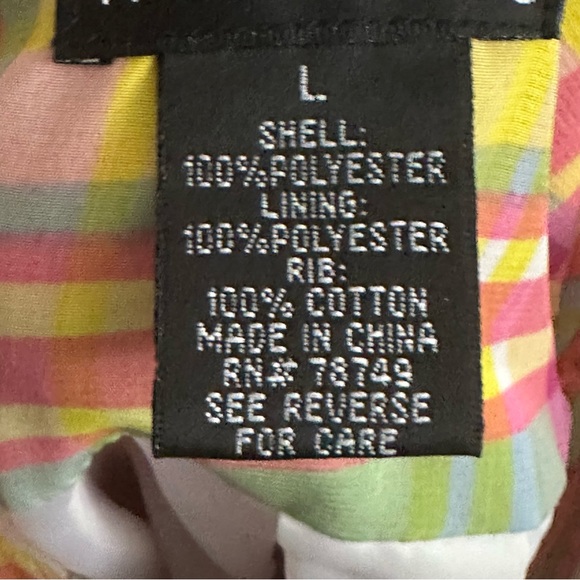 L
SHELL:
100%POLYESTER
LINING:
100%POLYESTER
RIB:
100% COTTON
MADE IN CHINA
RN# 78749
SEE REVERSE
FOR CARE